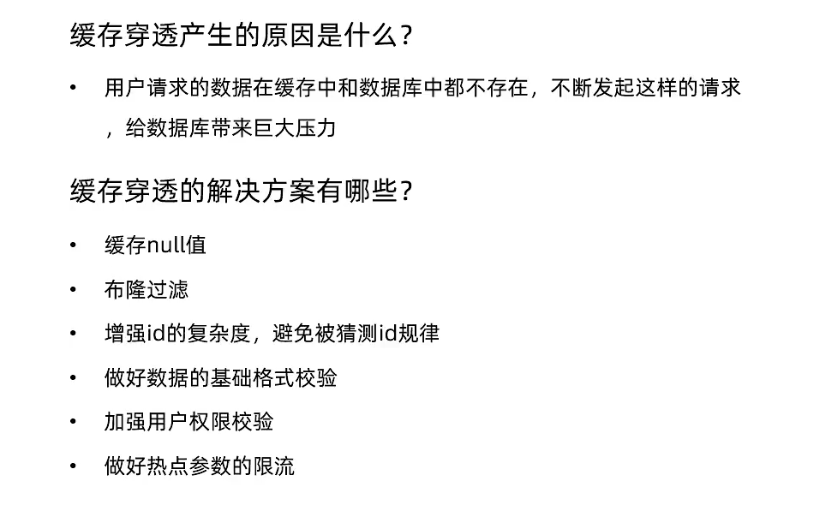 缓存穿透产生的原因是什么?
• 用户请求的数据在缓存中和数据库中都不存在，不断发起这样的请求
，给数据库带来巨大压力
缓存穿透的解决方案有哪些?
• 缓存null值
• 布隆过滤
• 增强id的复杂度，避免被猜测id规律
• 做好数据的基础格式校验
• 加强用户权限校验
• 做好热点参数的限流